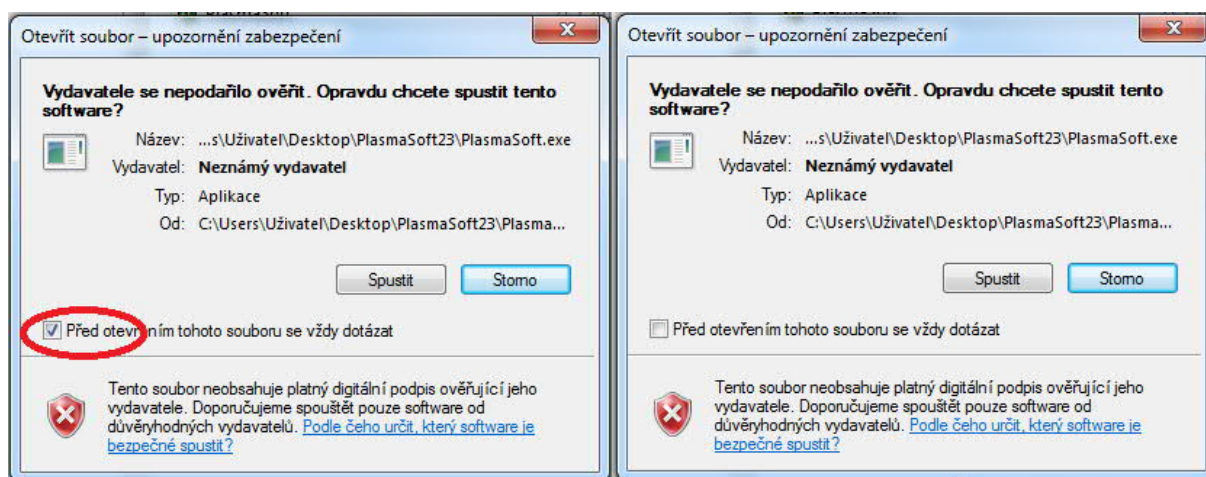 Otevřít soubor – upozornění zabezpečení
Vydavatele se nepodařilo ověřit. Opravdu chcete spustit tento
software?
Název: ...s\Uživatel\Desktop\PlasmaSoft23\PlasmaSoft.exe
Vydavatel: Neznámý vydavatel
Typ: Aplikace
Od: C:\Users\Uživatel\Desktop\PlasmaSoft23\Plasma...
Spustit Storno
Před otevřením tohoto souboru se vždy dotázat
Tento soubor neobsahuje platný digitální podpis ověřující jeho
vydavatele. Doporučujeme spouštět pouze software od
důvěryhodných vydavatelů. Podle čeho určit, který software je
bezpečné spustit?
Otevřít soubor – upozornění zabezpečení
Vydavatele se nepodařilo ověřit. Opravdu chcete spustit tento
software?
Název: ...s\Uživatel\Desktop\PlasmaSoft23\PlasmaSoft.exe
Vydavatel: Neznámý vydavatel
Typ: Aplikace
Od: C:\Users\Uživatel\Desktop\PlasmaSoft23\Plasma...
Spustit Storno
Před otevřením tohoto souboru se vždy dotázat
Tento soubor neobsahuje platný digitální podpis ověřující jeho
vydavatele. Doporučujeme spouštět pouze software od
důvěryhodných vydavatelů. Podle čeho určit, který software je
bezpečné spustit?